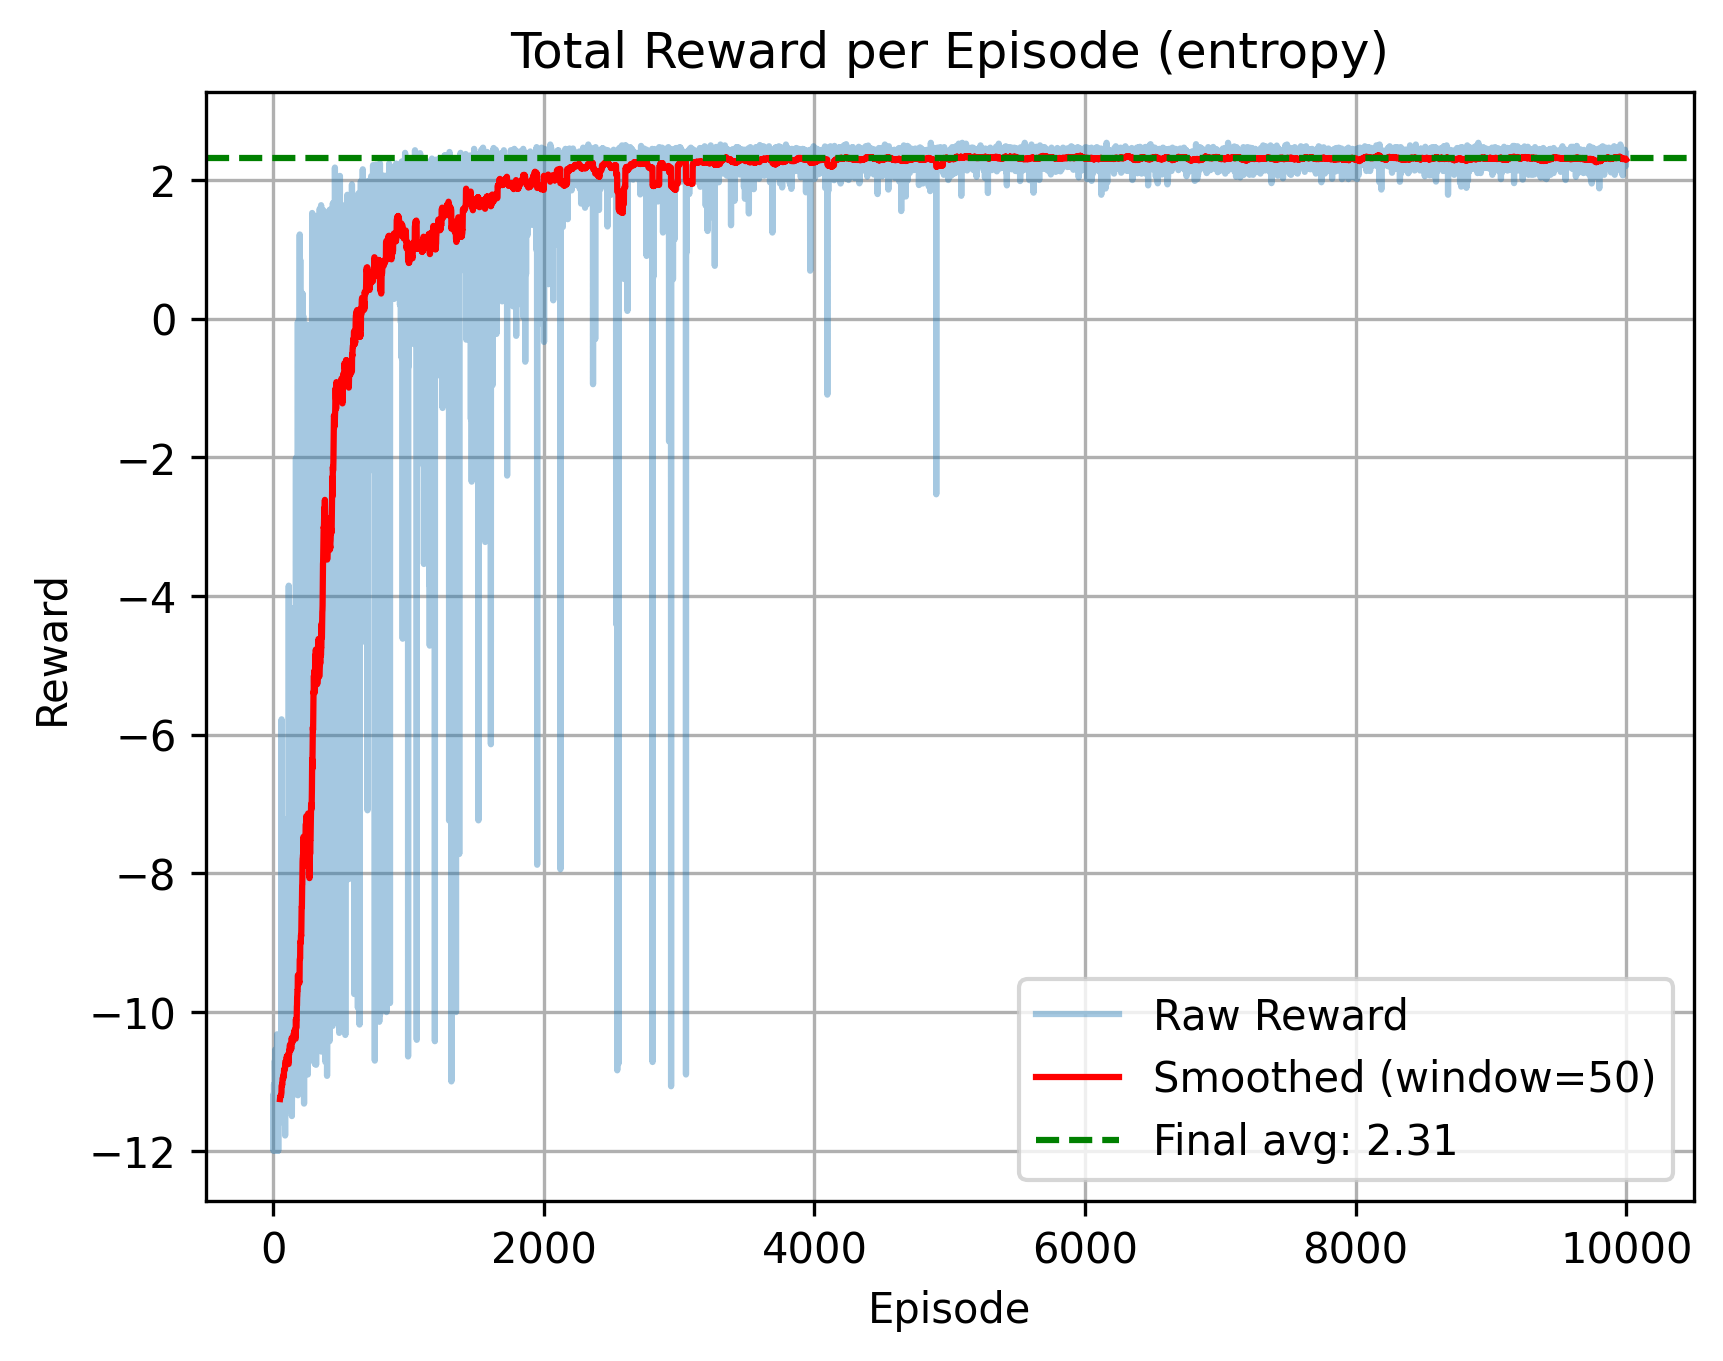 Total Reward per Episode (entropy)
2
0
−2
−4
−6
−8
−10
−12
Reward
Raw Reward
Smoothed (window=50)
Final avg: 2.31
0 2000 4000 6000 8000 10000
Episode